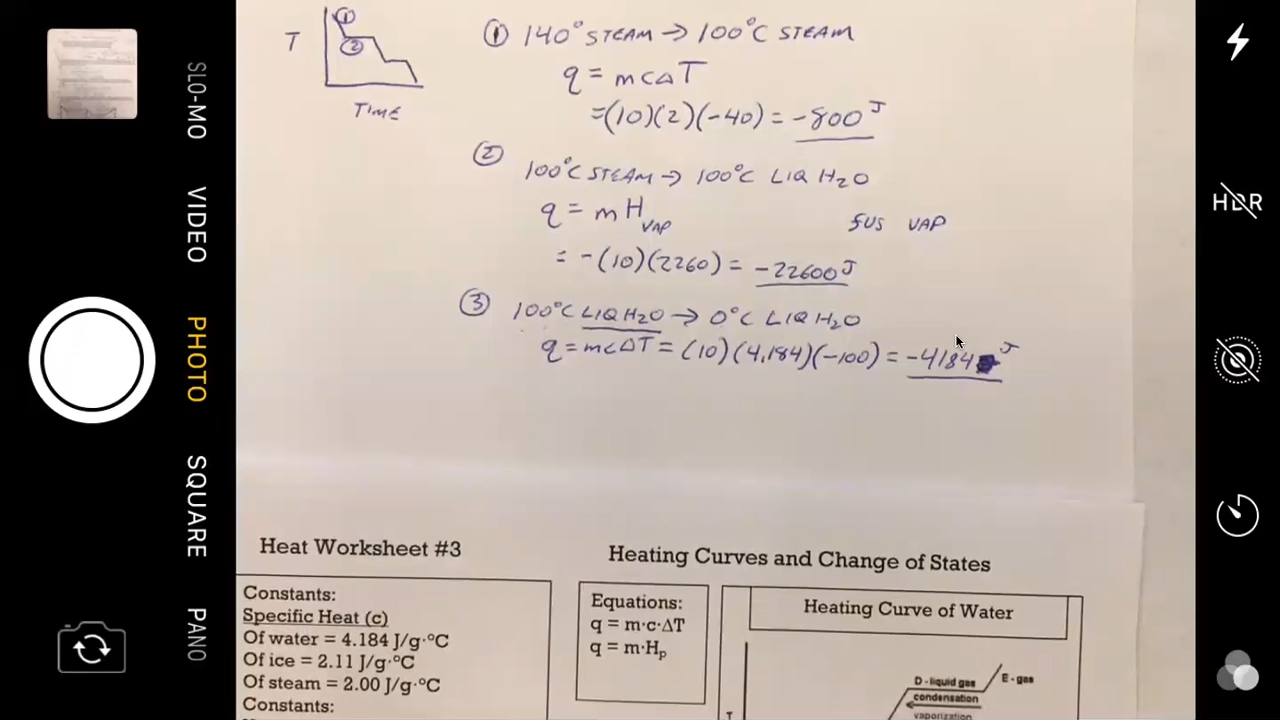 SLO-MO
VIDEO
PHOTO
SQUARE
PANO
HDR
T
①
②
TIME
① 140° STEAM → 100°C STEAM
q = mcΔT
=(10)(2)(-40) = -800 J
② 100°C STEAM → 100°C LIQ H₂O
q = mH VAP
fus VAP
= -(10)(2260) = -22600 J
③ 100°C LIQ H₂O → 0°C LIQ H₂O
q = mcΔT = (10)(4.184)(-100) = -4184 J
Heat Worksheet #3
Heating Curves and Change of States
Constants:
Specific Heat (c)
Of water = 4.184 J/g·°C
Of ice = 2.11 J/g·°C
Of steam = 2.00 J/g·°C
Constants:
Equations:
q = m·c·ΔT
q = m·Hₚ
Heating Curve of Water
D - liquid gas
E - gas
condensation
vaporization
T